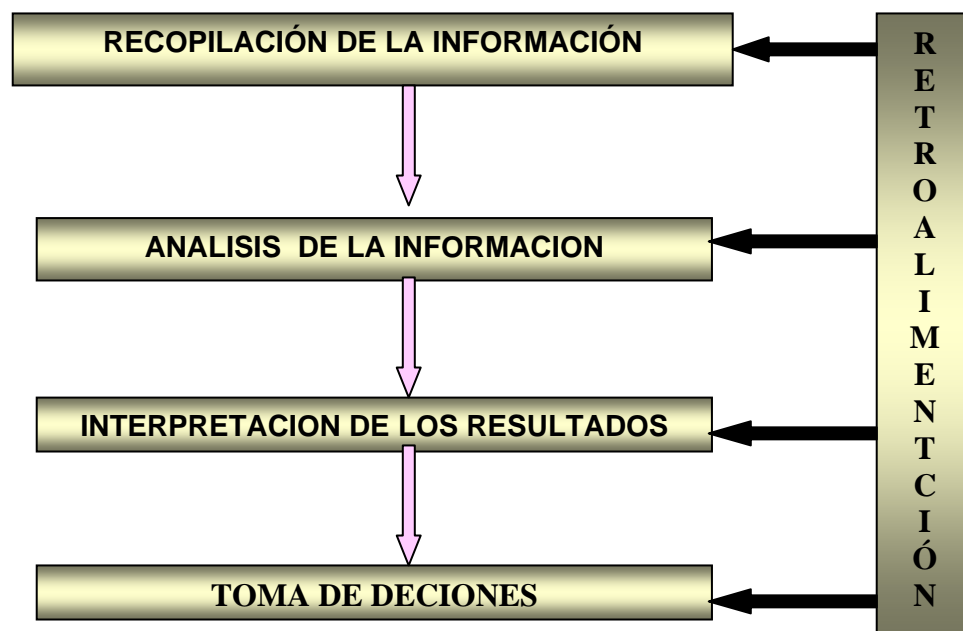 RECOPILACIÓN DE LA INFORMACIÓN
ANALISIS DE LA INFORMACION
INTERPRETACION DE LOS RESULTADOS
TOMA DE DECIONES
R
E
T
R
O
A
L
I
M
E
N
T
C
I
Ó
N